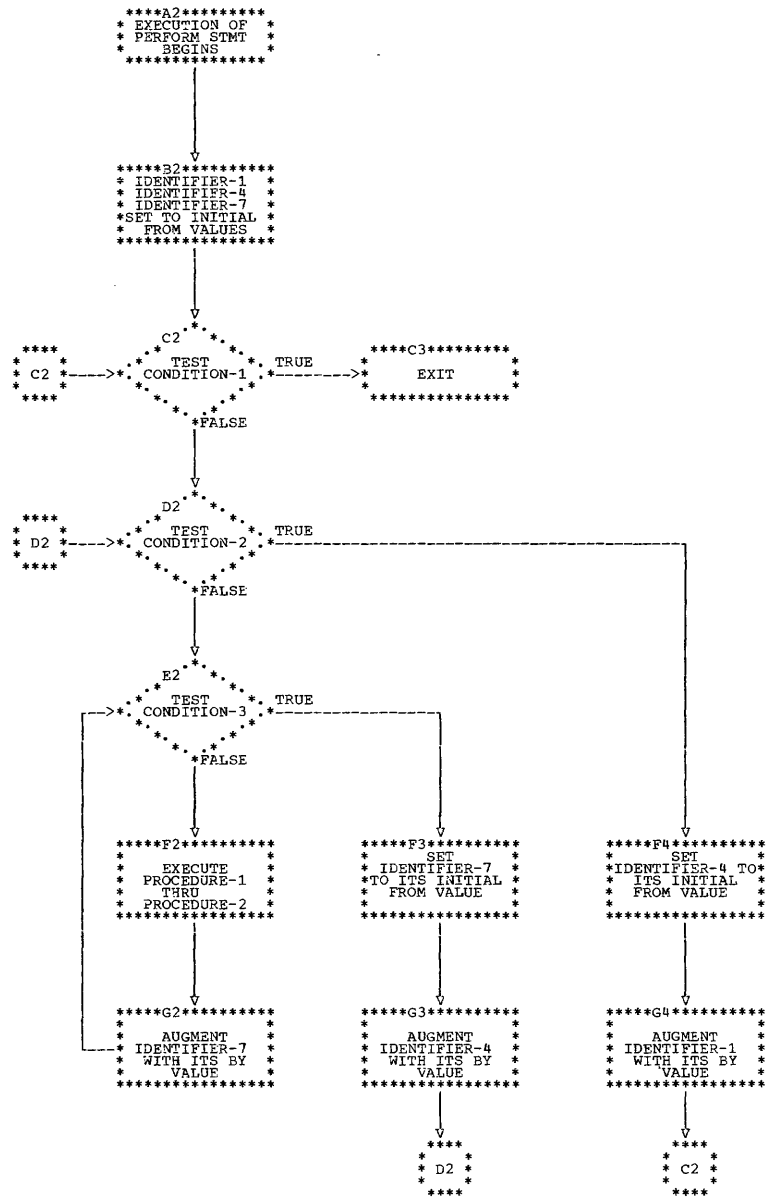 A2
EXECUTION OF
PERFORM STMT
BEGINS
B2
IDENTIFIER-1
IDENTIFIER-4
IDENTIFIER-7
SET TO INITIAL
FROM VALUES
C2
C2
TEST
CONDITION-1
TRUE
FALSE
C3
EXIT
D2
D2
TEST
CONDITION-2
TRUE
FALSE
E2
TEST
CONDITION-3
TRUE
FALSE
F2
EXECUTE
PROCEDURE-1
THRU
PROCEDURE-2
F3
SET
IDENTIFIER-7
TO ITS INITIAL
FROM VALUE
F4
SET
IDENTIFIER-4 TO
ITS INITIAL
FROM VALUE
G2
AUGMENT
IDENTIFIER-7
WITH ITS BY
VALUE
G3
AUGMENT
IDENTIFIER-4
WITH ITS BY
VALUE
G4
AUGMENT
IDENTIFIER-1
WITH ITS BY
VALUE
D2
C2